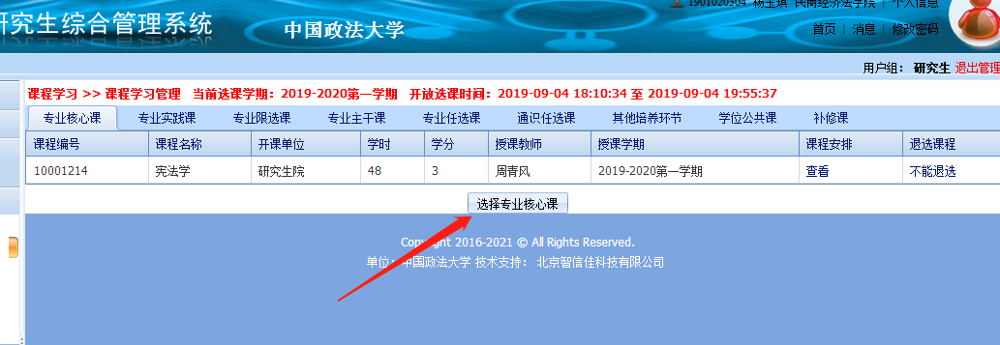 研究生综合管理系统
中国政法大学
1901020304 杨玉琪 民商经济法学院 | 个人信息
首页 | 消息 | 修改密码
用户组： 研究生 退出管理
课程学习 >> 课程学习管理 当前选课学期：2019-2020第一学期 开放选课时间：2019-09-04 18:10:34 至 2019-09-04 19:55:37
专业核心课 专业实践课 专业限选课 专业主干课 专业任选课 通识任选课 其他培养环节 学位公共课 补修课
课程编号 课程名称 开课单位 学时 学分 授课教师 授课学期 课程安排 退选课程
10001214 宪法学 研究生院 48 3 周青风 2019-2020第一学期 查看 不能退选
选择专业核心课
Copyright 2016-2021 © All Rights Reserved.
单位：中国政法大学 技术支持： 北京智信佳科技有限公司